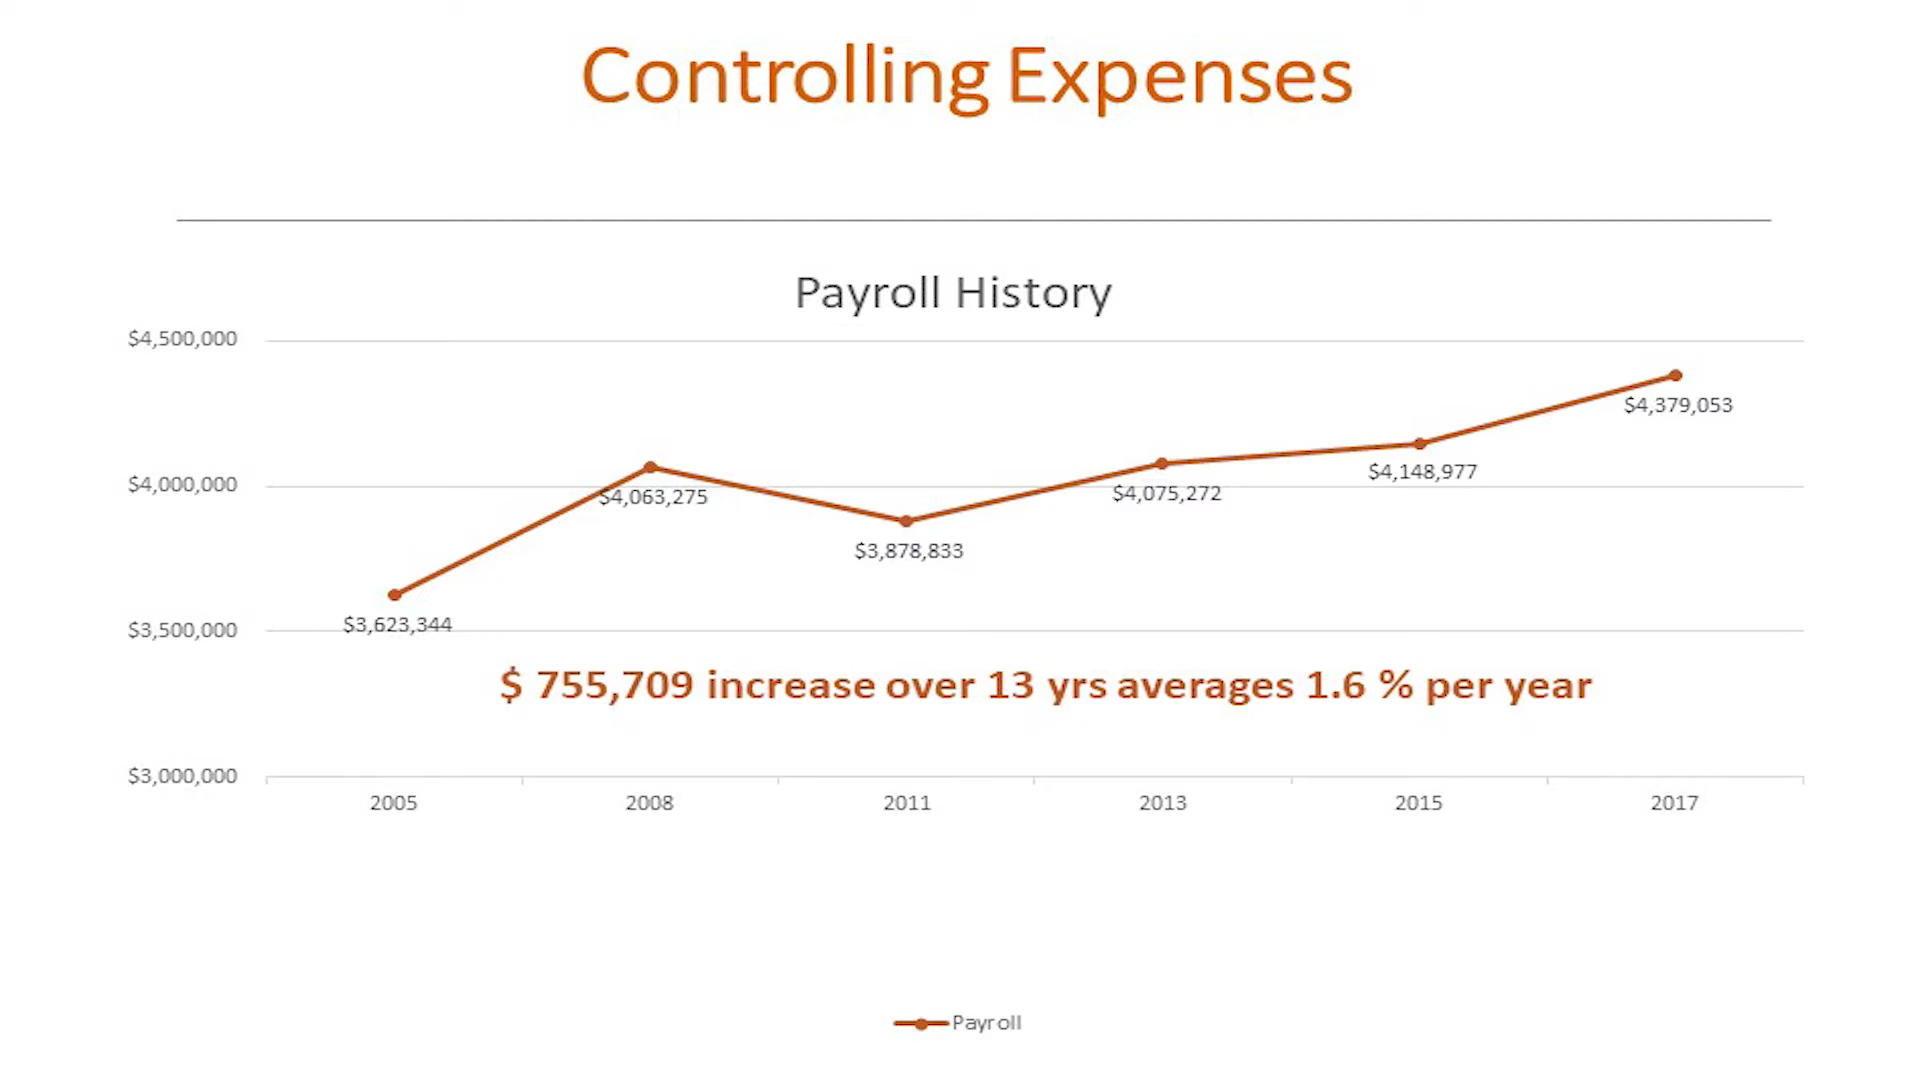 Controlling Expenses
Payroll History
$4,500,000
$4,379,053
$4,148,977
$4,000,000
$4,063,275
$4,075,272
$3,878,833
$3,623,344
$3,500,000
$ 755,709 increase over 13 yrs averages 1.6 % per year
$3,000,000
2005 2008 2011 2013 2015 2017
Payroll